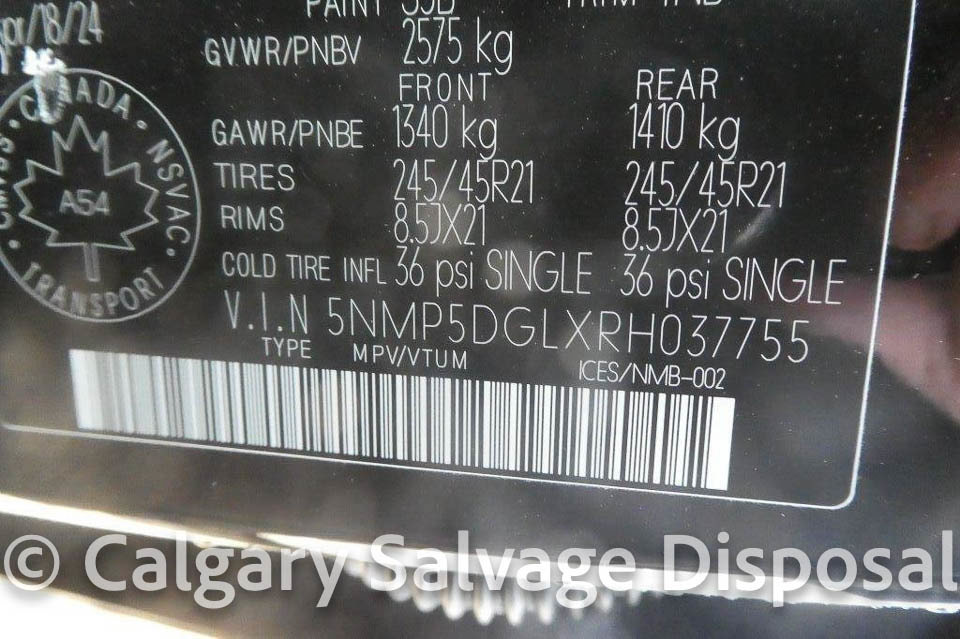 GVWR/PNBV 2575 kg
FRONT REAR
GAWR/PNBE 1340 kg 1410 kg
TIRES 245/45R21 245/45R21
RIMS 8.5JX21 8.5JX21
COLD TIRE INFL 36 psi SINGLE 36 psi SINGLE
V.I.N 5NMP5DGLXRH037755
TYPE MPV/VTUM ICES/NMB-002
/18/24
CANADA · NSVAC · TRANSPORT
A54
© Calgary Salvage Disposal